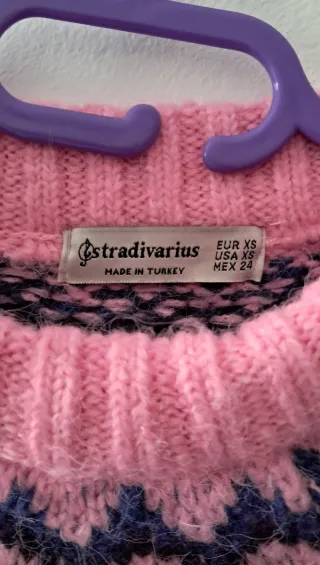 stradivarius
MADE IN TURKEY
EUR XS
USA XS
MEX 24